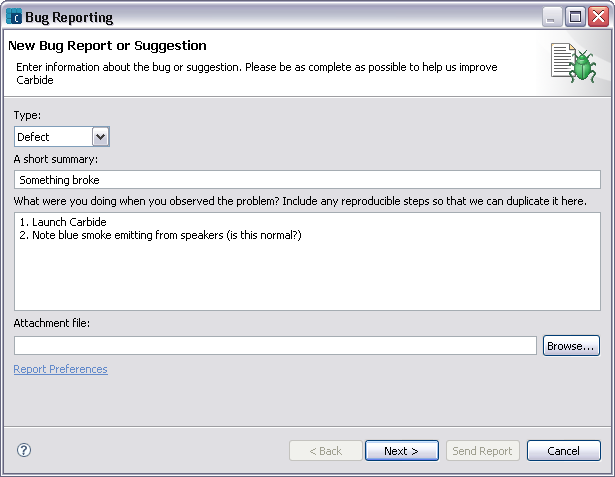 Bug Reporting
New Bug Report or Suggestion
Enter information about the bug or suggestion. Please be as complete as possible to help us improve
Carbide
Type:
Defect
A short summary:
Something broke
What were you doing when you observed the problem? Include any reproducible steps so that we can duplicate it here.
1. Launch Carbide
2. Note blue smoke emitting from speakers (is this normal?)
Attachment file:
Browse...
Report Preferences
? < Back Next > Send Report Cancel